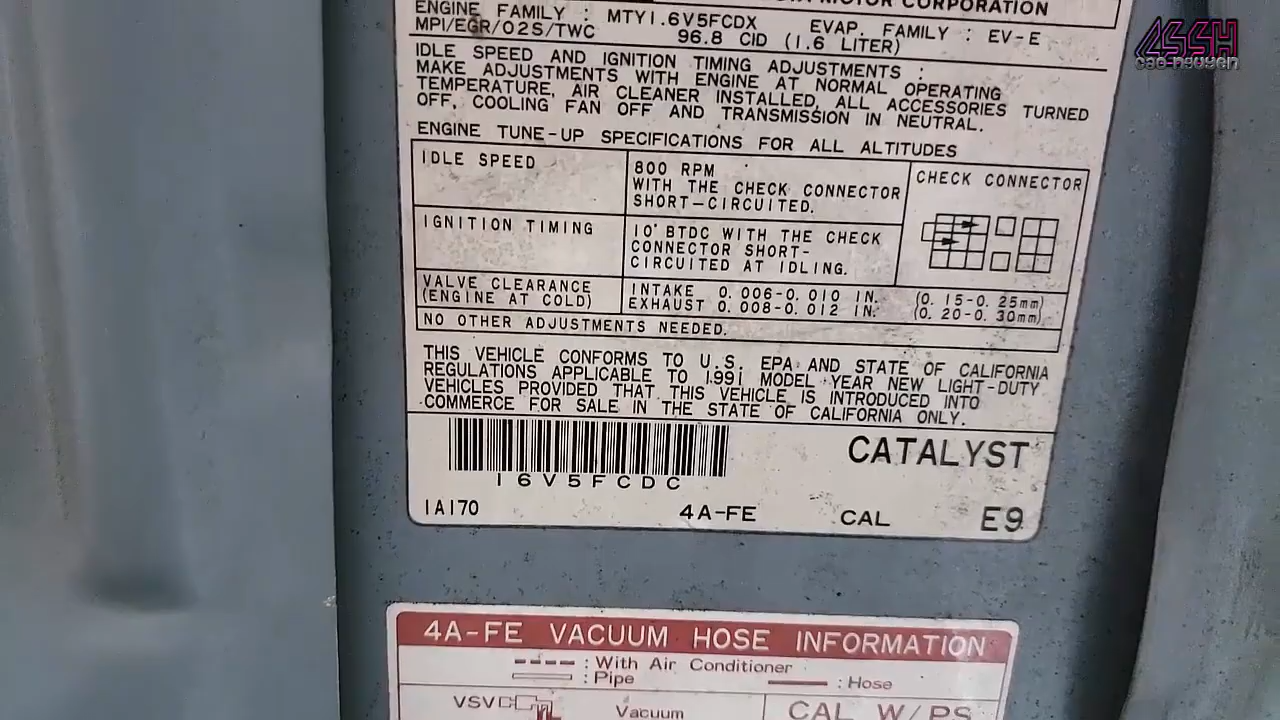 MOTOR CORPORATION
ENGINE FAMILY : MTY1.6V5FCDX EVAP. FAMILY : EV-E
MPI/EGR/O2S/TWC 96.8 CID (1.6 LITER)
IDLE SPEED AND IGNITION TIMING ADJUSTMENTS :
MAKE ADJUSTMENTS WITH ENGINE AT NORMAL OPERATING
TEMPERATURE, AIR CLEANER INSTALLED, ALL ACCESSORIES TURNED
OFF, COOLING FAN OFF AND TRANSMISSION IN NEUTRAL.
ENGINE TUNE-UP SPECIFICATIONS FOR ALL ALTITUDES
IDLE SPEED
800 RPM
WITH THE CHECK CONNECTOR
SHORT-CIRCUITED.
CHECK CONNECTOR
IGNITION TIMING
10° BTDC WITH THE CHECK
CONNECTOR SHORT-
CIRCUITED AT IDLING.
VALVE CLEARANCE
(ENGINE AT COLD)
INTAKE 0.006-0.010 IN. (0.15-0.25mm)
EXHAUST 0.008-0.012 IN. (0.20-0.30mm)
NO OTHER ADJUSTMENTS NEEDED.
THIS VEHICLE CONFORMS TO U.S. EPA AND STATE OF CALIFORNIA
REGULATIONS APPLICABLE TO 1991 MODEL YEAR NEW LIGHT-DUTY
VEHICLES PROVIDED THAT THIS VEHICLE IS INTRODUCED INTO
COMMERCE FOR SALE IN THE STATE OF CALIFORNIA ONLY.
I6V5FCDC
CATALYST
1A170 4A-FE CAL E9
4A-FE VACUUM HOSE INFORMATION
: With Air Conditioner
: Pipe : Hose
VSV Vacuum CAL W/PS